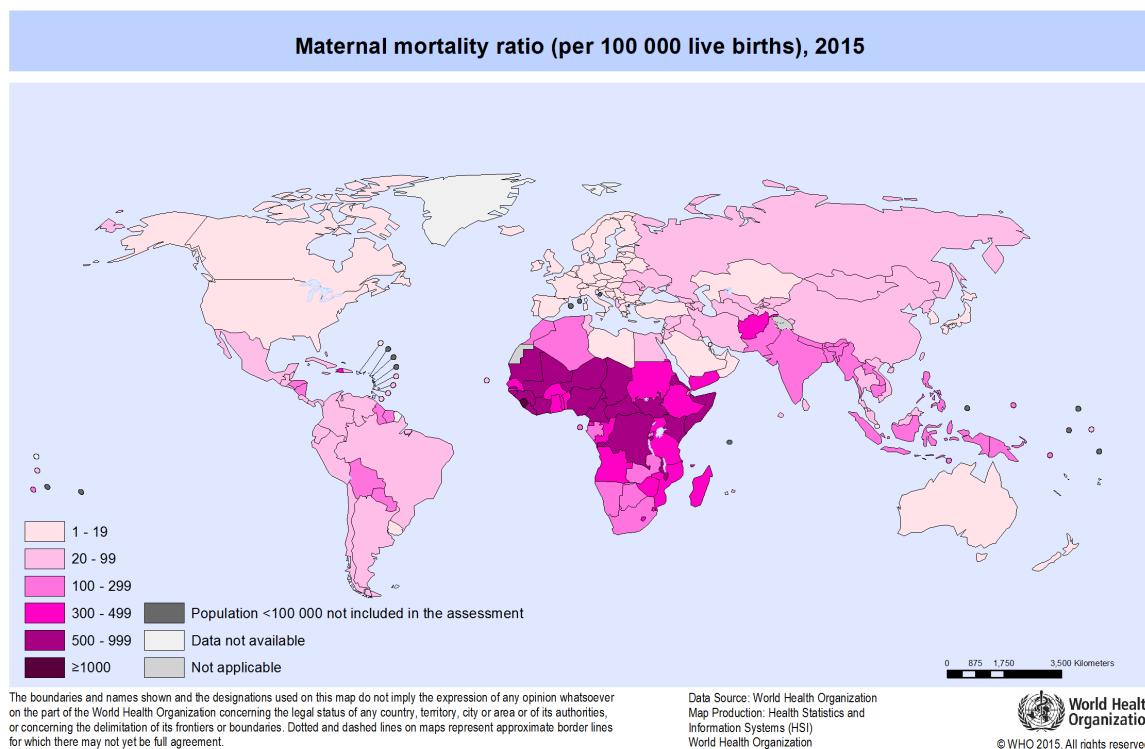 Maternal mortality ratio (per 100 000 live births), 2015
1 - 19
20 - 99
100 - 299
300 - 499
500 - 999
≥1000
Population <100 000 not included in the assessment
Data not available
Not applicable
0 875 1,750 3,500 Kilometers
The boundaries and names shown and the designations used on this map do not imply the expression of any opinion whatsoever
on the part of the World Health Organization concerning the legal status of any country, territory, city or area or of its authorities,
or concerning the delimitation of its frontiers or boundaries. Dotted and dashed lines on maps represent approximate border lines
for which there may not yet be full agreement.
Data Source: World Health Organization
Map Production: Health Statistics and
Information Systems (HSI)
World Health Organization
World Healt
Organizatio
© WHO 2015. All rights reserve